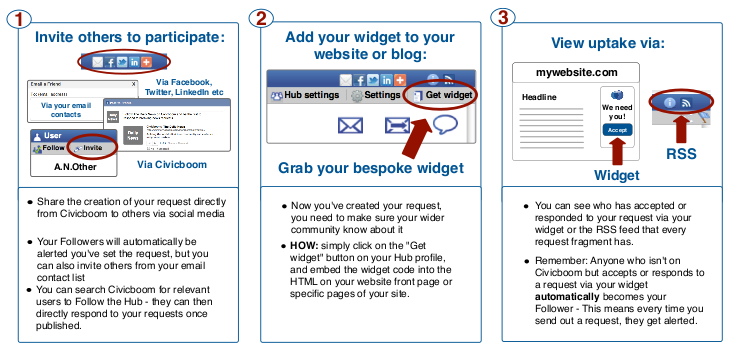 1
Invite others to participate:
Via Facebook,
Twitter, LinkedIn etc
Email a Friend
X
Via your email
contacts
User
Follow
Invite
A.N.Other
Via Civicboom
Share the creation of your request directly
from Civicboom to others via social media
Your Followers will automatically be
alerted you've set the request, but you
can also invite others from your email
contact list
You can search Civicboom for relevant
users to Follow the Hub - they can then
directly respond to your requests once
published.
2
Add your widget to your
website or blog:
Hub settings
Settings
Get widget
Grab your bespoke widget
Now you've created your request,
you need to make sure your wider
community know about it
HOW: simply click on the "Get
widget" button on your Hub profile,
and embed the widget code into the
HTML on your website front page or
specific pages of your site.
3
View uptake via:
mywebsite.com
Headline
We need
you!
Accept
Widget
RSS
You can see who has accepted or
responded to your request via your
widget or the RSS feed that every
request fragment has.
Remember: Anyone who isn't on
Civicboom but accepts or responds to
a request via your widget
automatically becomes your
Follower - This means every time you
send out a request, they get alerted.